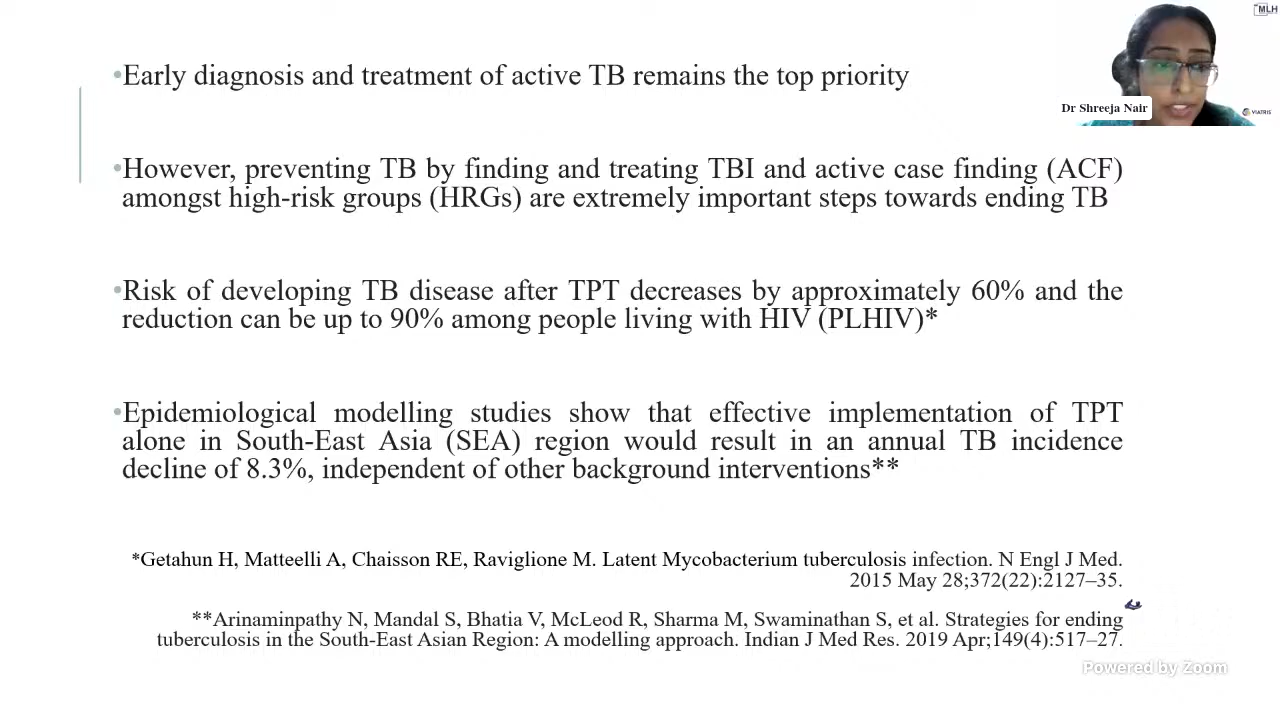 MLH
•Early diagnosis and treatment of active TB remains the top priority
Dr Shreeja Nair
VIATRIS
•However, preventing TB by finding and treating TBI and active case finding (ACF)
amongst high-risk groups (HRGs) are extremely important steps towards ending TB
•Risk of developing TB disease after TPT decreases by approximately 60% and the
reduction can be up to 90% among people living with HIV (PLHIV)*
•Epidemiological modelling studies show that effective implementation of TPT
alone in South-East Asia (SEA) region would result in an annual TB incidence
decline of 8.3%, independent of other background interventions**
*Getahun H, Matteelli A, Chaisson RE, Raviglione M. Latent Mycobacterium tuberculosis infection. N Engl J Med.
2015 May 28;372(22):2127–35.
**Arinaminpathy N, Mandal S, Bhatia V, McLeod R, Sharma M, Swaminathan S, et al. Strategies for ending
tuberculosis in the South-East Asian Region: A modelling approach. Indian J Med Res. 2019 Apr;149(4):517–27.
Powered by Zoom